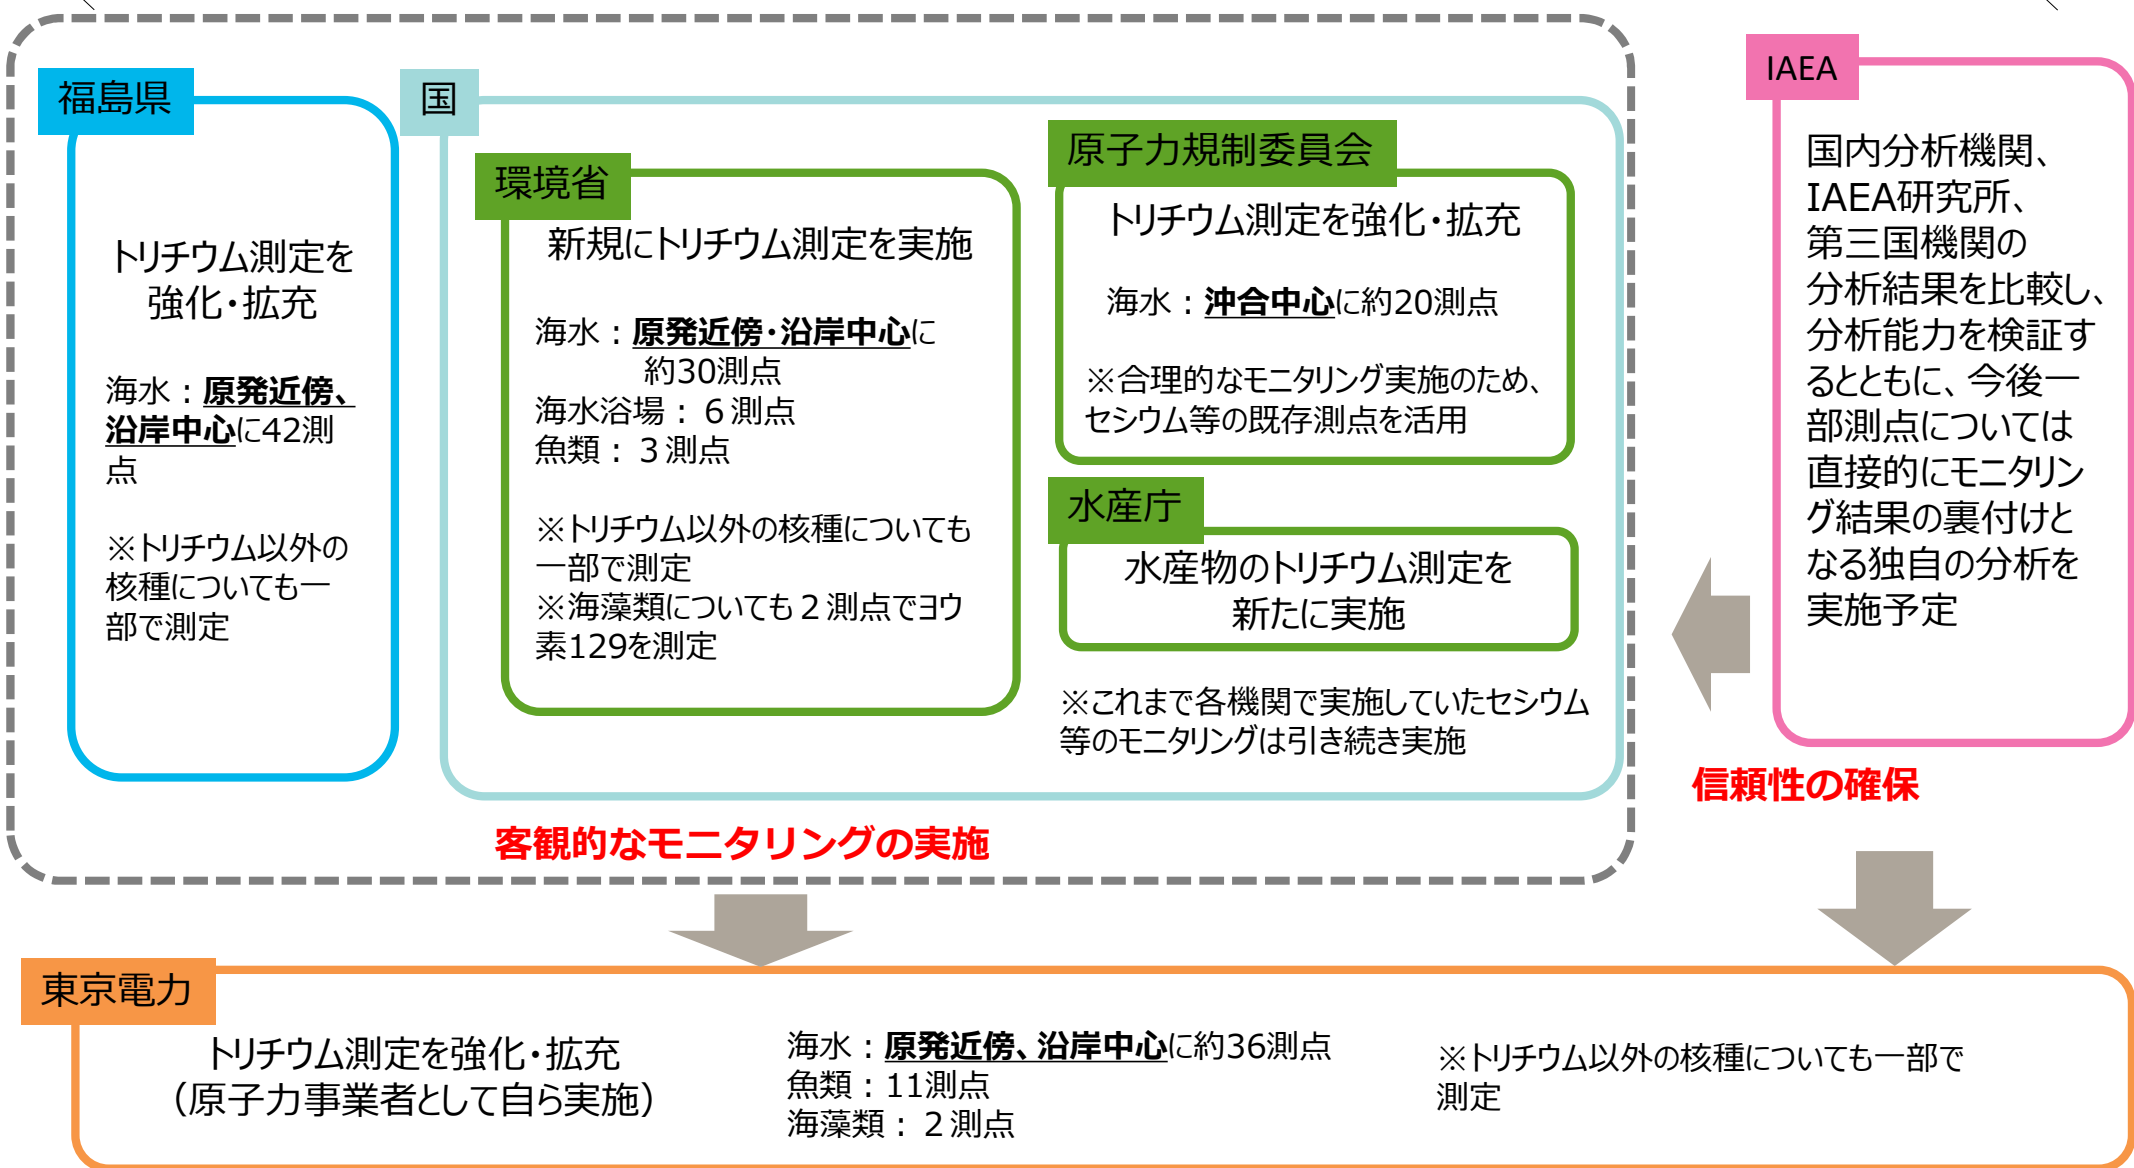 福島県
トリチウム測定を
強化・拡充
海水：原発近傍、
沿岸中心に42測
点
※トリチウム以外の
核種についても一
部で測定
国
環境省
新規にトリチウム測定を実施
海水：原発近傍・沿岸中心に
約30測点
海水浴場：６測点
魚類：３測点
※トリチウム以外の核種についても
一部で測定
※海藻類についても２測点でヨウ
素129を測定
原子力規制委員会
トリチウム測定を強化・拡充
海水：沖合中心に約20測点
※合理的なモニタリング実施のため、
セシウム等の既存測点を活用
水産庁
水産物のトリチウム測定を
新たに実施
※これまで各機関で実施していたセシウム
等のモニタリングは引き続き実施
客観的なモニタリングの実施
IAEA
国内分析機関、
IAEA研究所、
第三国機関の
分析結果を比較し、
分析能力を検証す
るとともに、今後一
部測点については
直接的にモニタリン
グ結果の裏付けと
なる独自の分析を
実施予定
信頼性の確保
東京電力
トリチウム測定を強化・拡充
（原子力事業者として自ら実施）
海水：原発近傍、沿岸中心に約36測点
魚類：11測点
海藻類：２測点
※トリチウム以外の核種についても一部で
測定